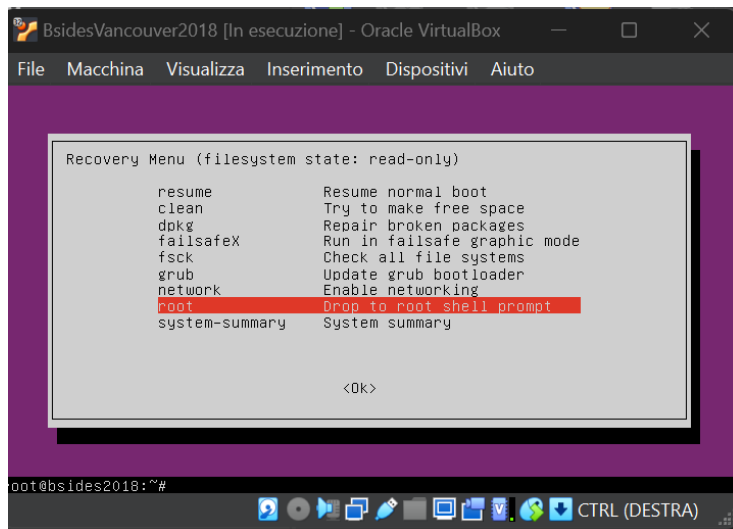 BsidesVancouver2018 [In esecuzione] - Oracle VirtualBox
File Macchina Visualizza Inserimento Dispositivi Aiuto
Recovery Menu (filesystem state: read-only)
resume Resume normal boot
clean Try to make free space
dpkg Repair broken packages
failsafeX Run in failsafe graphic mode
fsck Check all file systems
grub Update grub bootloader
network Enable networking
root Drop to root shell prompt
system-summary System summary
<Ok>
root@bsides2018:~#
CTRL (DESTRA)